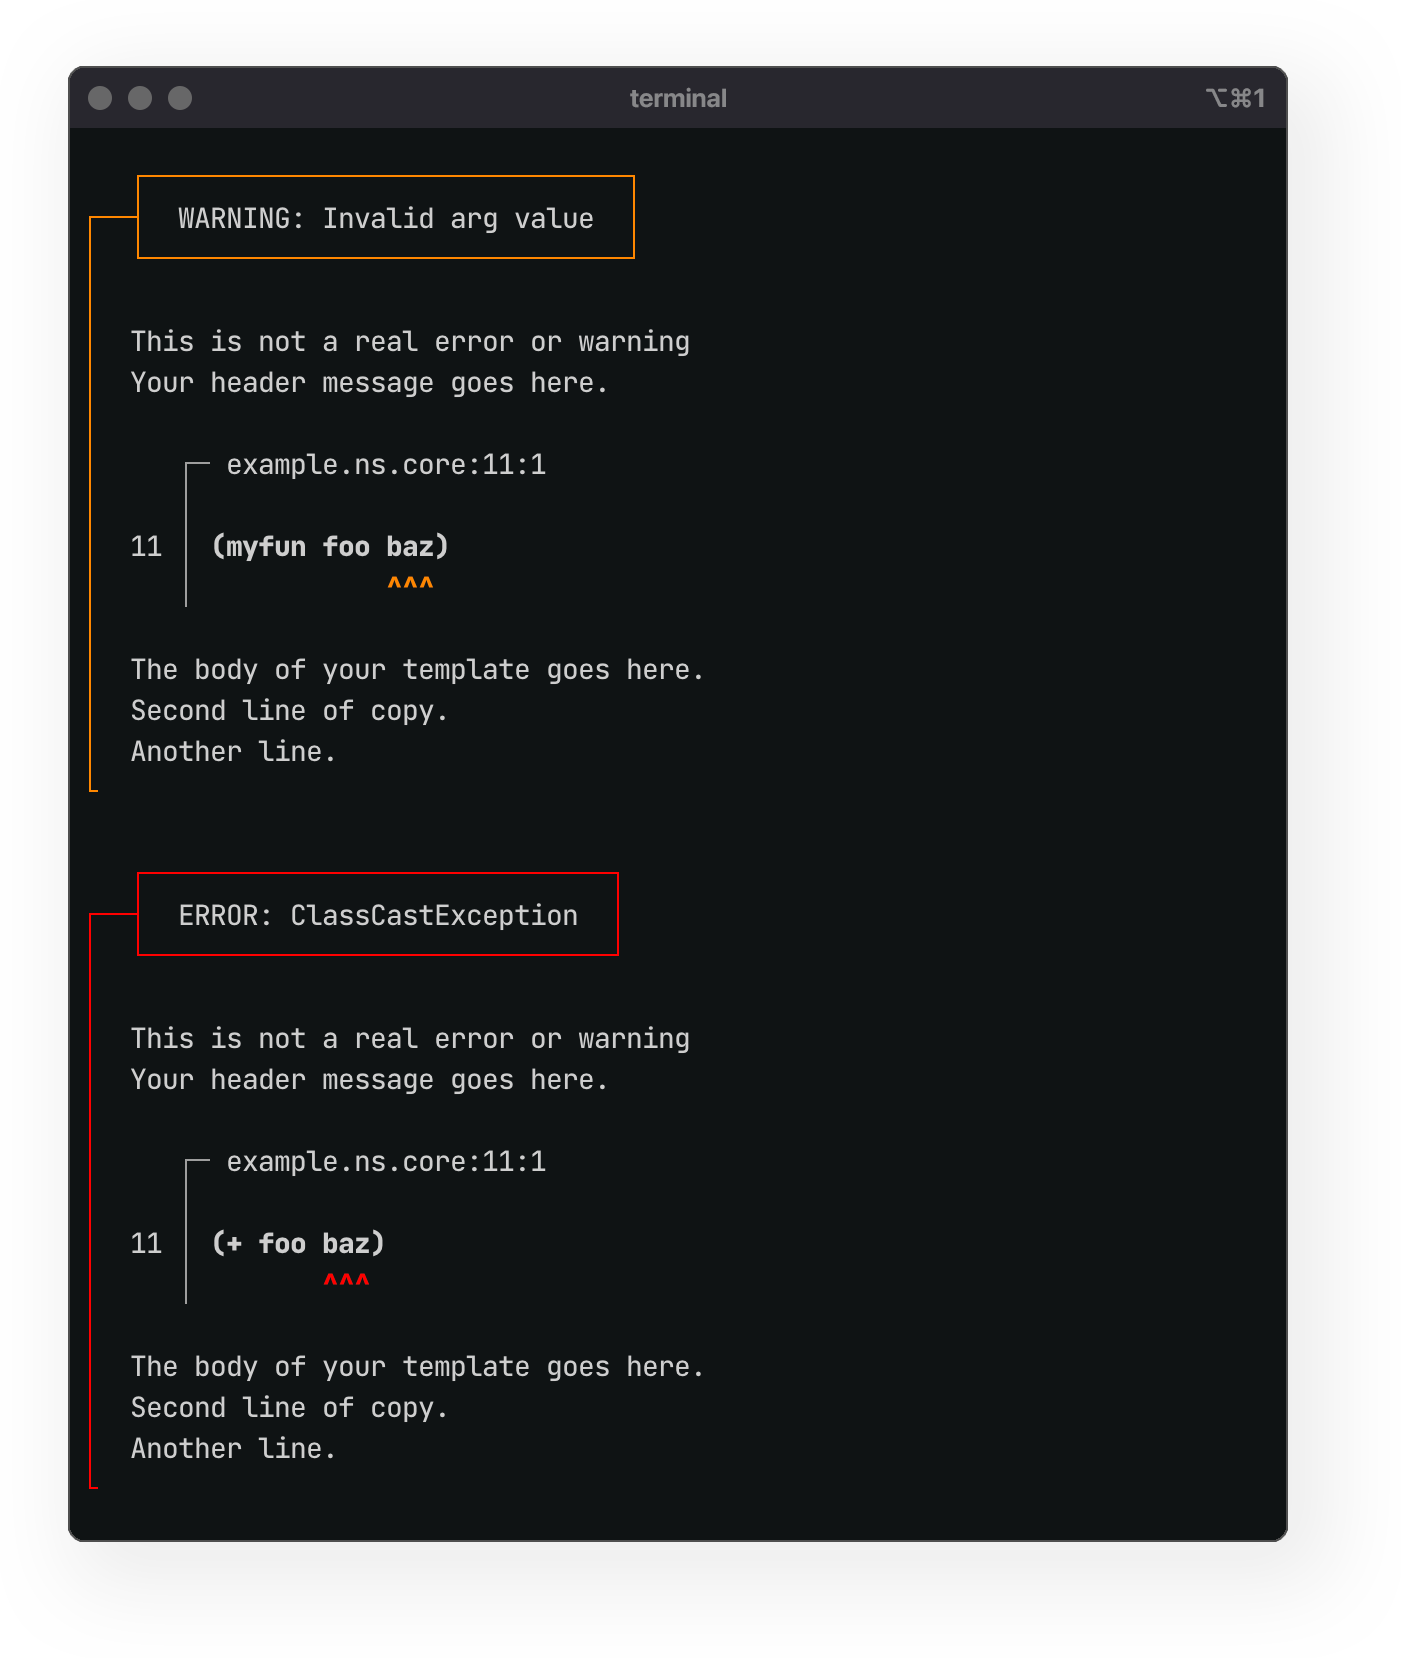 terminal
⌥⌘1
WARNING: Invalid arg value
This is not a real error or warning
Your header message goes here.
example.ns.core:11:1
11 (myfun foo baz)
^^^
The body of your template goes here.
Second line of copy.
Another line.
ERROR: ClassCastException
This is not a real error or warning
Your header message goes here.
example.ns.core:11:1
11 (+ foo baz)
^^^
The body of your template goes here.
Second line of copy.
Another line.